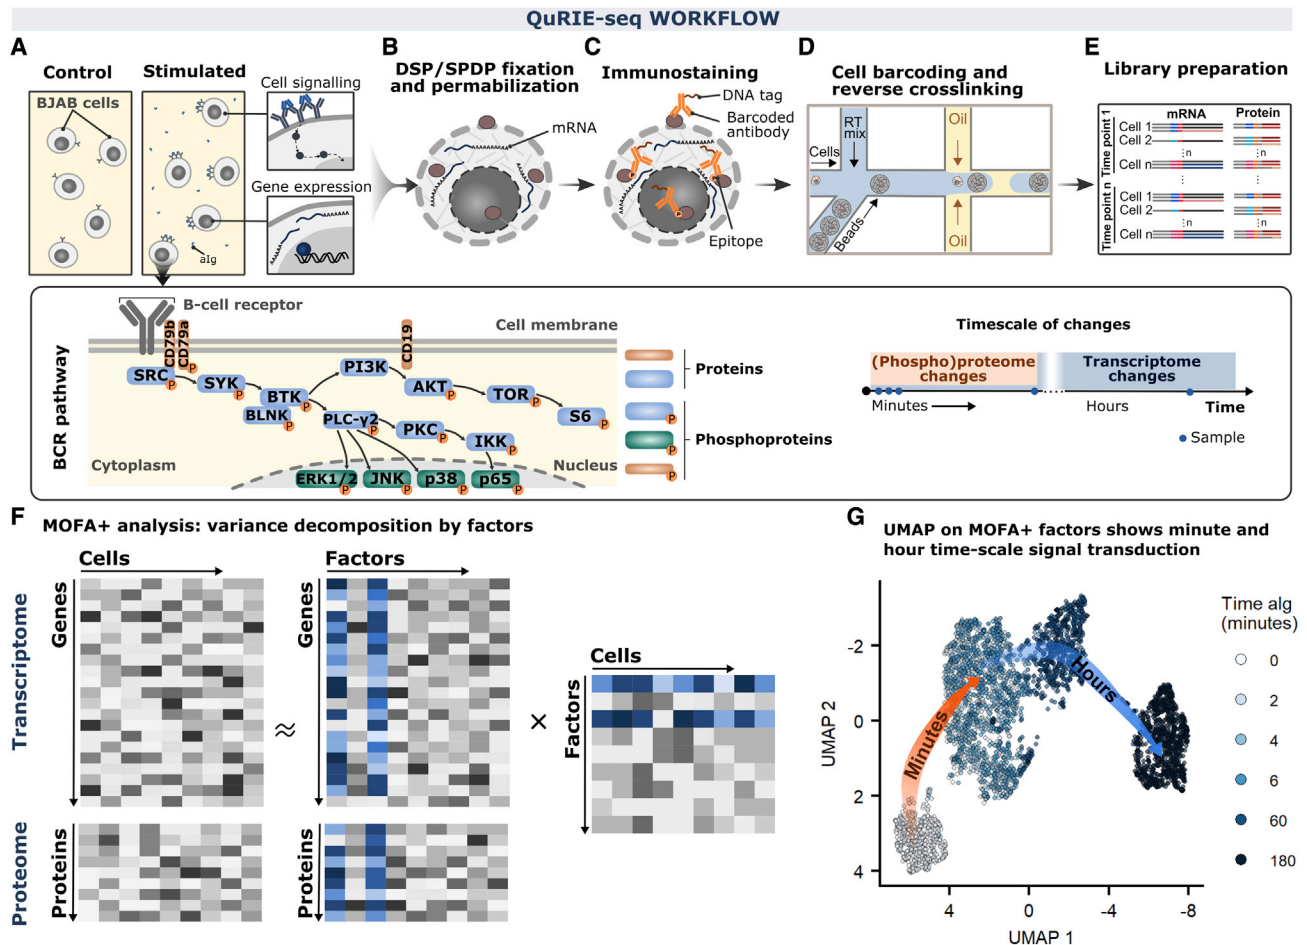 QuRIE-seq WORKFLOW
A
Control
Stimulated
BJAB cells
aIg
Cell signalling
Gene expression
B
DSP/SPDP fixation
and permabilization
mRNA
C
Immunostaining
DNA tag
Barcoded
antibody
Epitope
D
Cell barcoding and
reverse crosslinking
RT
mix
Cells
Beads
Oil
Oil
E
Library preparation
mRNA
Protein
Time point 1
Cell 1
Cell 2
n
n
Cell n
Time point n
Cell 1
Cell 2
n
n
Cell n
BCR pathway
B-cell receptor
Cell membrane
CD79b
CD79a
P
CD19
SRC
P
SYK
P
BTK
P
BLNK
P
PI3K
AKT
P
TOR
P
S6
P
PLC-γ2
P
PKC
P
IKK
P
Cytoplasm
Nucleus
ERK1/2
P
JNK
P
p38
P
p65
P
Proteins
P
P
P
Phosphoproteins
Timescale of changes
(Phospho)proteome
changes
Transcriptome
changes
Minutes
Hours
Time
Sample
F
MOFA+ analysis: variance decomposition by factors
Transcriptome
Proteome
Cells
Genes
Proteins
≈
Factors
Genes
Proteins
×
Cells
Factors
G
UMAP on MOFA+ factors shows minute and
hour time-scale signal transduction
Minutes
Hours
UMAP 2
-2
0
2
4
4
0
-4
-8
UMAP 1
Time alg
(minutes)
0
2
4
6
60
180